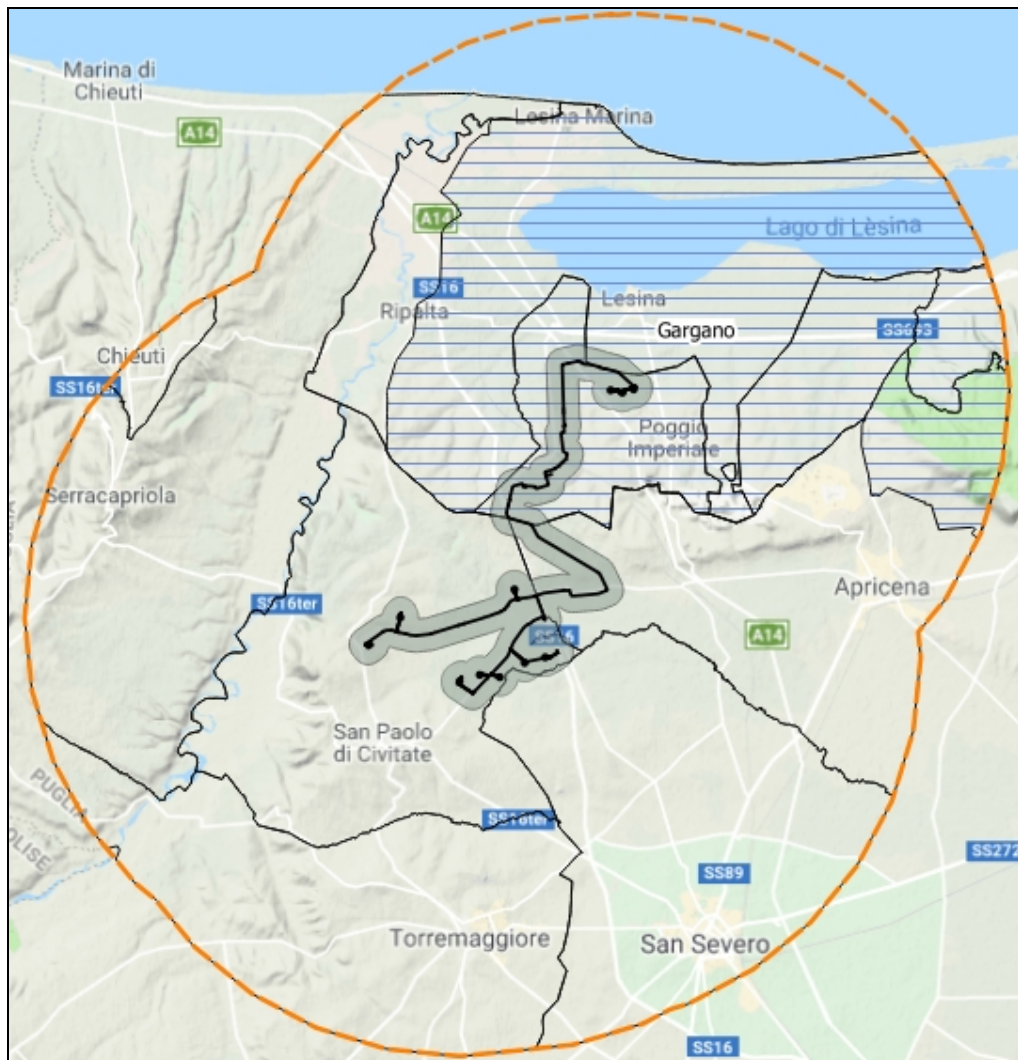 Marina di
Chieuti
A14
Lesina Marina
A14
Lago di Lèsina
SS16
Ripalta
Lesina
Gargano
SS693
Chieuti
SS16ter
Poggio
Imperiale
Serracapriola
SS16ter
Apricena
SS16
A14
San Paolo
di Civitate
PUGLIA
OLISE
SS16ter
SS272
SS89
Torremaggiore
San Severo
SS16